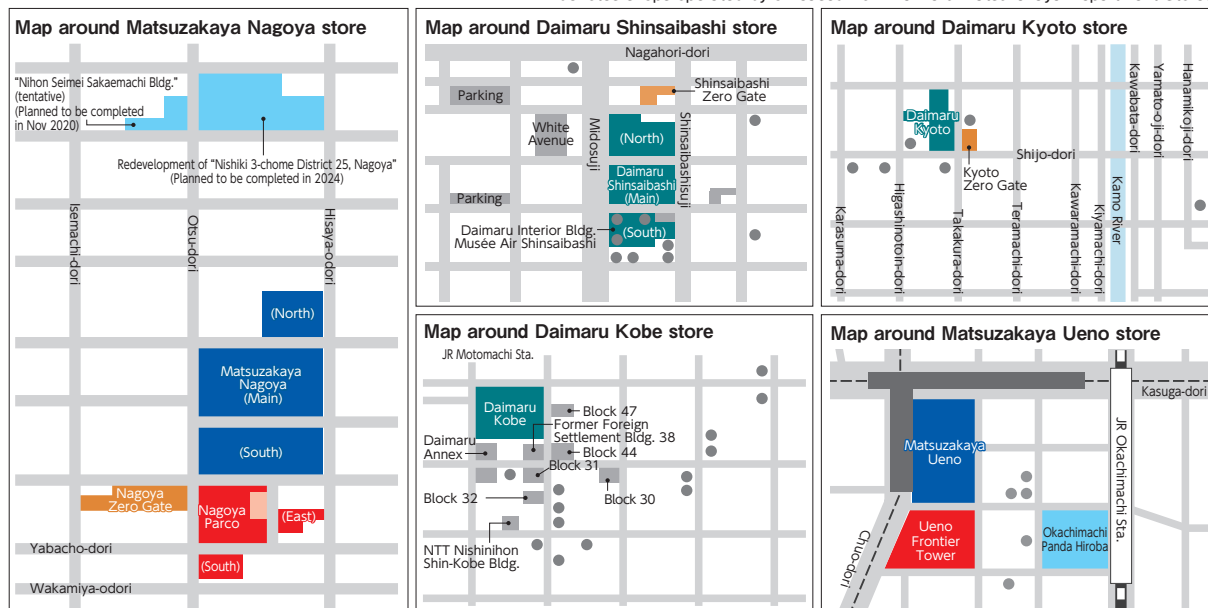 Map around Matsuzakaya Nagoya store
"Nihon Seimei Sakaemachi Bldg."
(tentative)
(Planned to be completed
in Nov 2020)
Redevelopment of "Nishiki 3-chome District 25, Nagoya"
(Planned to be completed in 2024)
Isemachi-dori
Otsu-dori
Hisaya-odori
(North)
Matsuzakaya
Nagoya
(Main)
(South)
Nagoya
Zero Gate
Nagoya
Parco
(East)
Yabacho-dori
(South)
Wakamiya-odori
Map around Daimaru Shinsaibashi store
Nagahori-dori
Parking
Shinsaibashi
Zero Gate
White
Avenue
Midosuji
(North)
Shinsaibashisuji
Daimaru
Shinsaibashi
(Main)
Parking
Daimaru Interior Bldg.
Musée Air Shinsaibashi
(South)
Map around Daimaru Kyoto store
Daimaru
Kyoto
Shijo-dori
Kyoto
Zero Gate
Karasuma-dori
Higashinotoin-dori
Takakura-dori
Teramachi-dori
Kawaramachi-dori
Kiyamachi-dori
Kamo River
Kawabata-dori
Yamato-oji-dori
Hanamikoji-dori
Map around Daimaru Kobe store
JR Motomachi Sta.
Daimaru
Kobe
Block 47
Former Foreign
Settlement Bldg. 38
Daimaru
Annex
Block 44
Block 31
Block 32
Block 30
NTT Nishinihon
Shin-Kobe Bldg.
Map around Matsuzakaya Ueno store
Kasuga-dori
Matsuzakaya
Ueno
JR Okachimachi Sta.
Ueno
Frontier
Tower
Okachimachi
Panda Hiroba
Chuo-dori